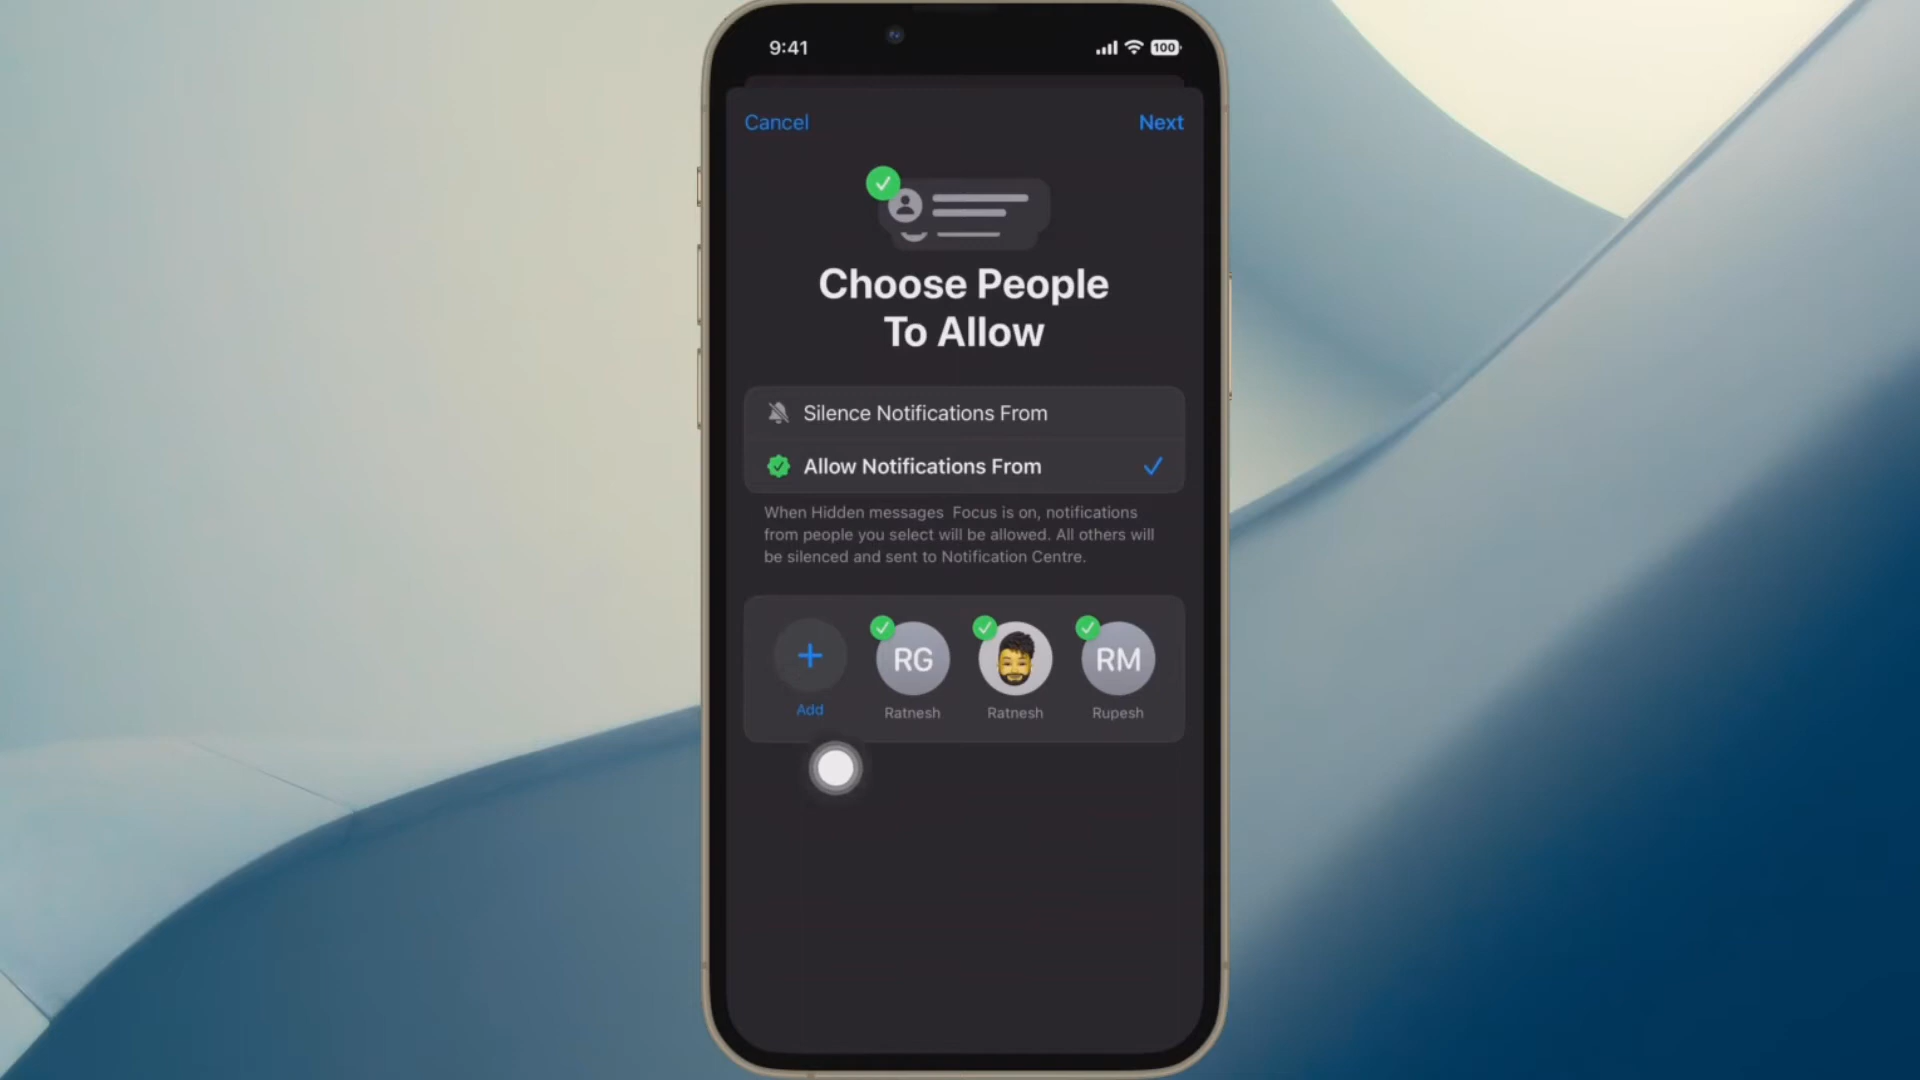 9:41
100
Cancel
Next
Choose People
To Allow
Silence Notifications From
Allow Notifications From
When Hidden messages  Focus is on, notifications
from people you select will be allowed. All others will
be silenced and sent to Notification Centre.
RG
RM
Add
Ratnesh
Ratnesh
Rupesh